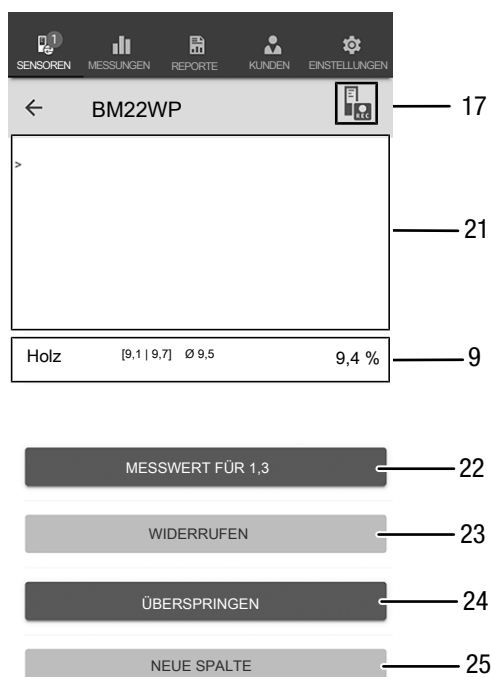 1
SENSOREN MESSUNGEN REPORTE KUNDEN EINSTELLUNGEN
← BM22WP REC 17
>
21
Holz [9,1 | 9,7] Ø 9,5 9,4 % 9
MESSWERT FÜR 1,3 22
WIDERRUFEN 23
ÜBERSPRINGEN 24
NEUE SPALTE 25